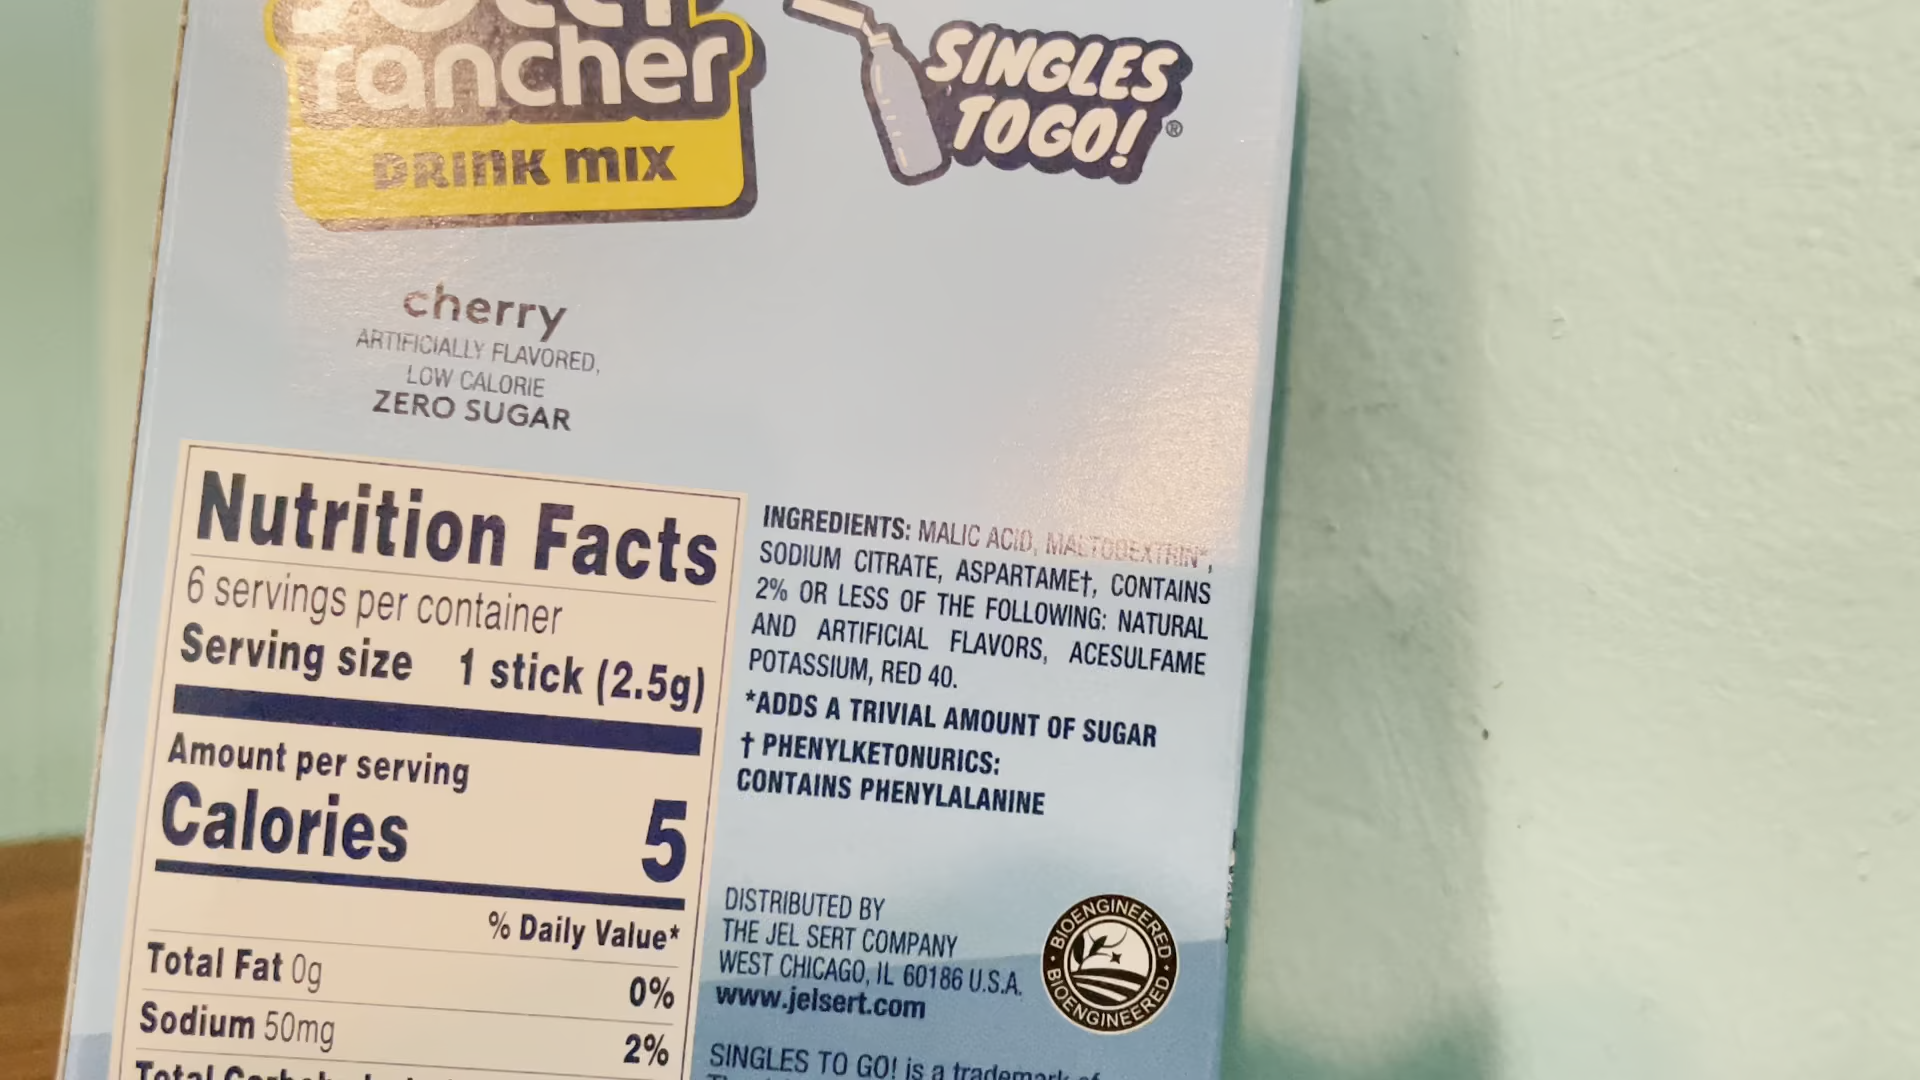 rancher
DRINK MIX
SINGLES
TO GO! ®
cherry
ARTIFICIALLY FLAVORED,
LOW CALORIE
ZERO SUGAR
Nutrition Facts
6 servings per container
Serving size 1 stick (2.5g)
Amount per serving
Calories 5
% Daily Value*
Total Fat 0g 0%
Sodium 50mg 2%
INGREDIENTS: MALIC ACID, MALTODEXTRIN*,
SODIUM CITRATE, ASPARTAME†, CONTAINS
2% OR LESS OF THE FOLLOWING: NATURAL
AND ARTIFICIAL FLAVORS, ACESULFAME
POTASSIUM, RED 40.
*ADDS A TRIVIAL AMOUNT OF SUGAR
† PHENYLKETONURICS:
CONTAINS PHENYLALANINE
DISTRIBUTED BY
THE JEL SERT COMPANY
WEST CHICAGO, IL 60186 U.S.A.
www.jelsert.com
BIOENGINEERED
BIOENGINEERED
SINGLES TO GO! is a trademark of